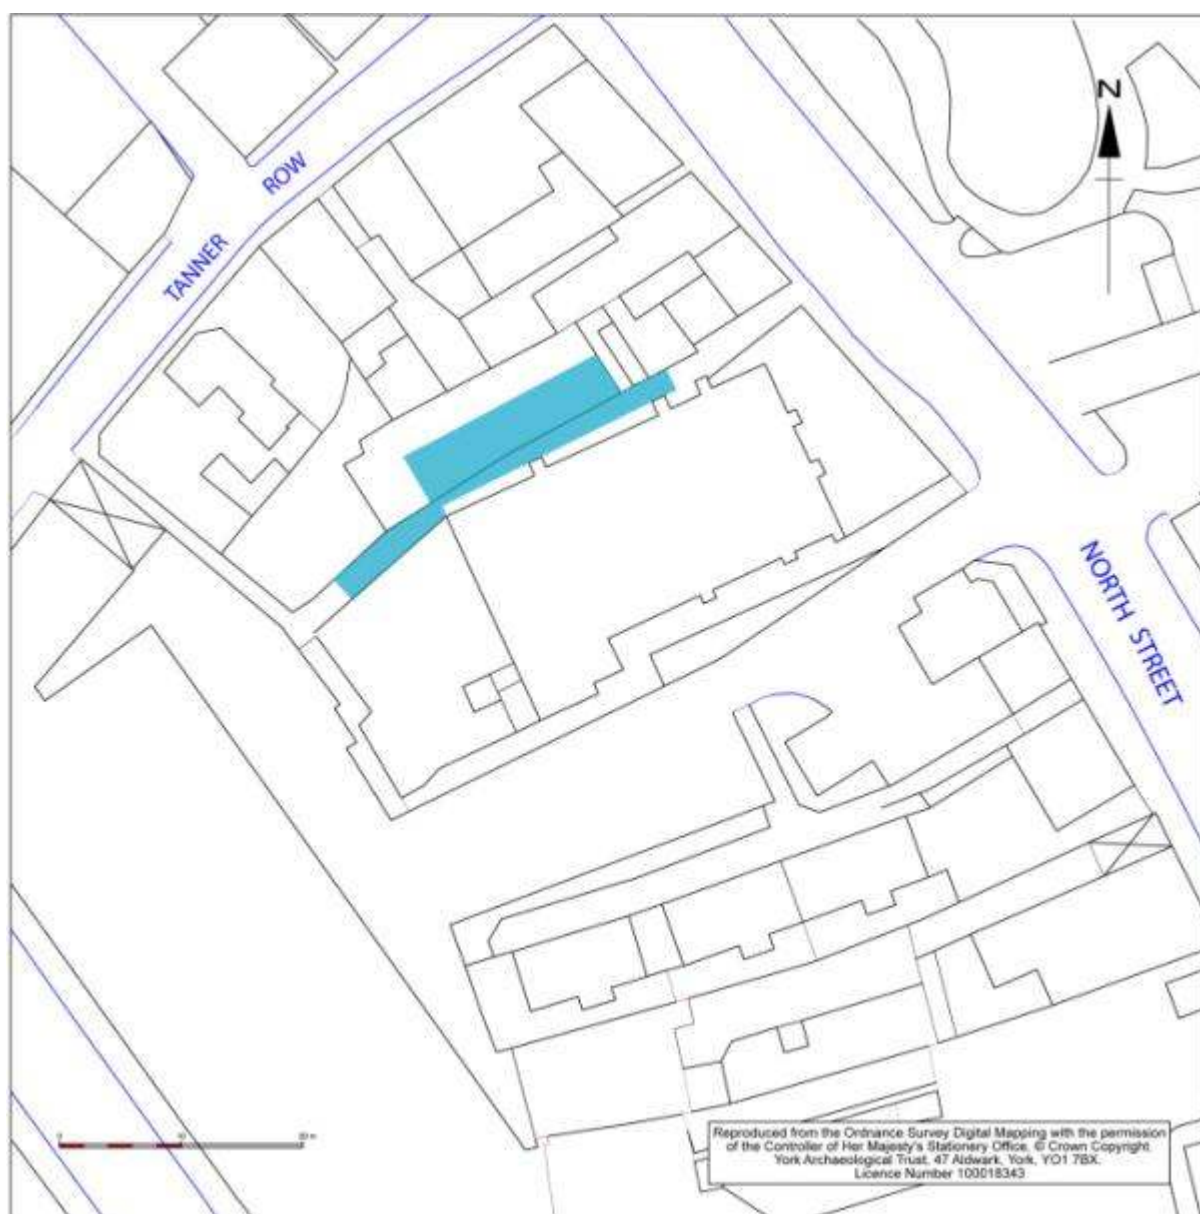 N
TANNER ROW
NORTH STREET
0
Reproduced from the Ordnance Survey Digital Mapping with the permission
of the Controller of Her Majesty's Stationery Office, © Crown Copyright.
York Archaeological Trust, 47 Aldwark, York, YO1 7BX.
Licence Number 100018343